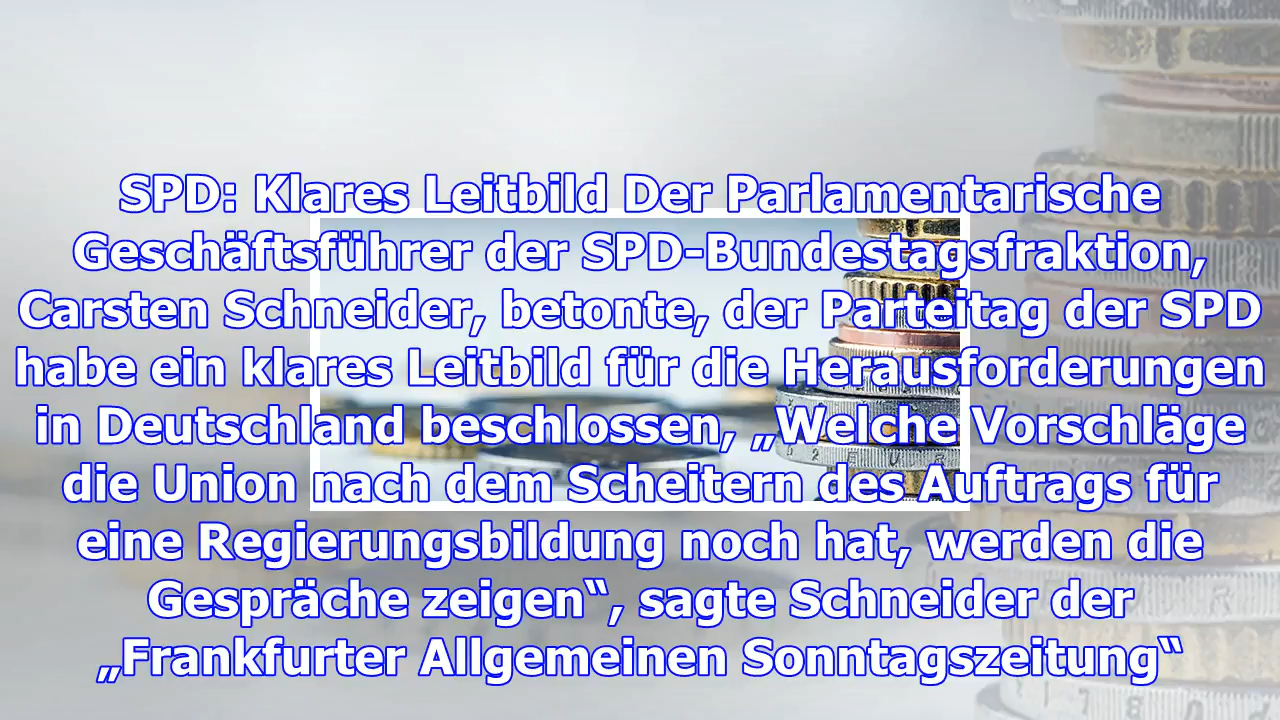 SPD: Klares Leitbild Der Parlamentarische
Geschäftsführer der SPD-Bundestagsfraktion,
Carsten Schneider, betonte, der Parteitag der SPD
habe ein klares Leitbild für die Herausforderungen
in Deutschland beschlossen, „Welche Vorschläge
die Union nach dem Scheitern des Auftrags für
eine Regierungsbildung noch hat, werden die
Gespräche zeigen“, sagte Schneider der
„Frankfurter Allgemeinen Sonntagszeitung“